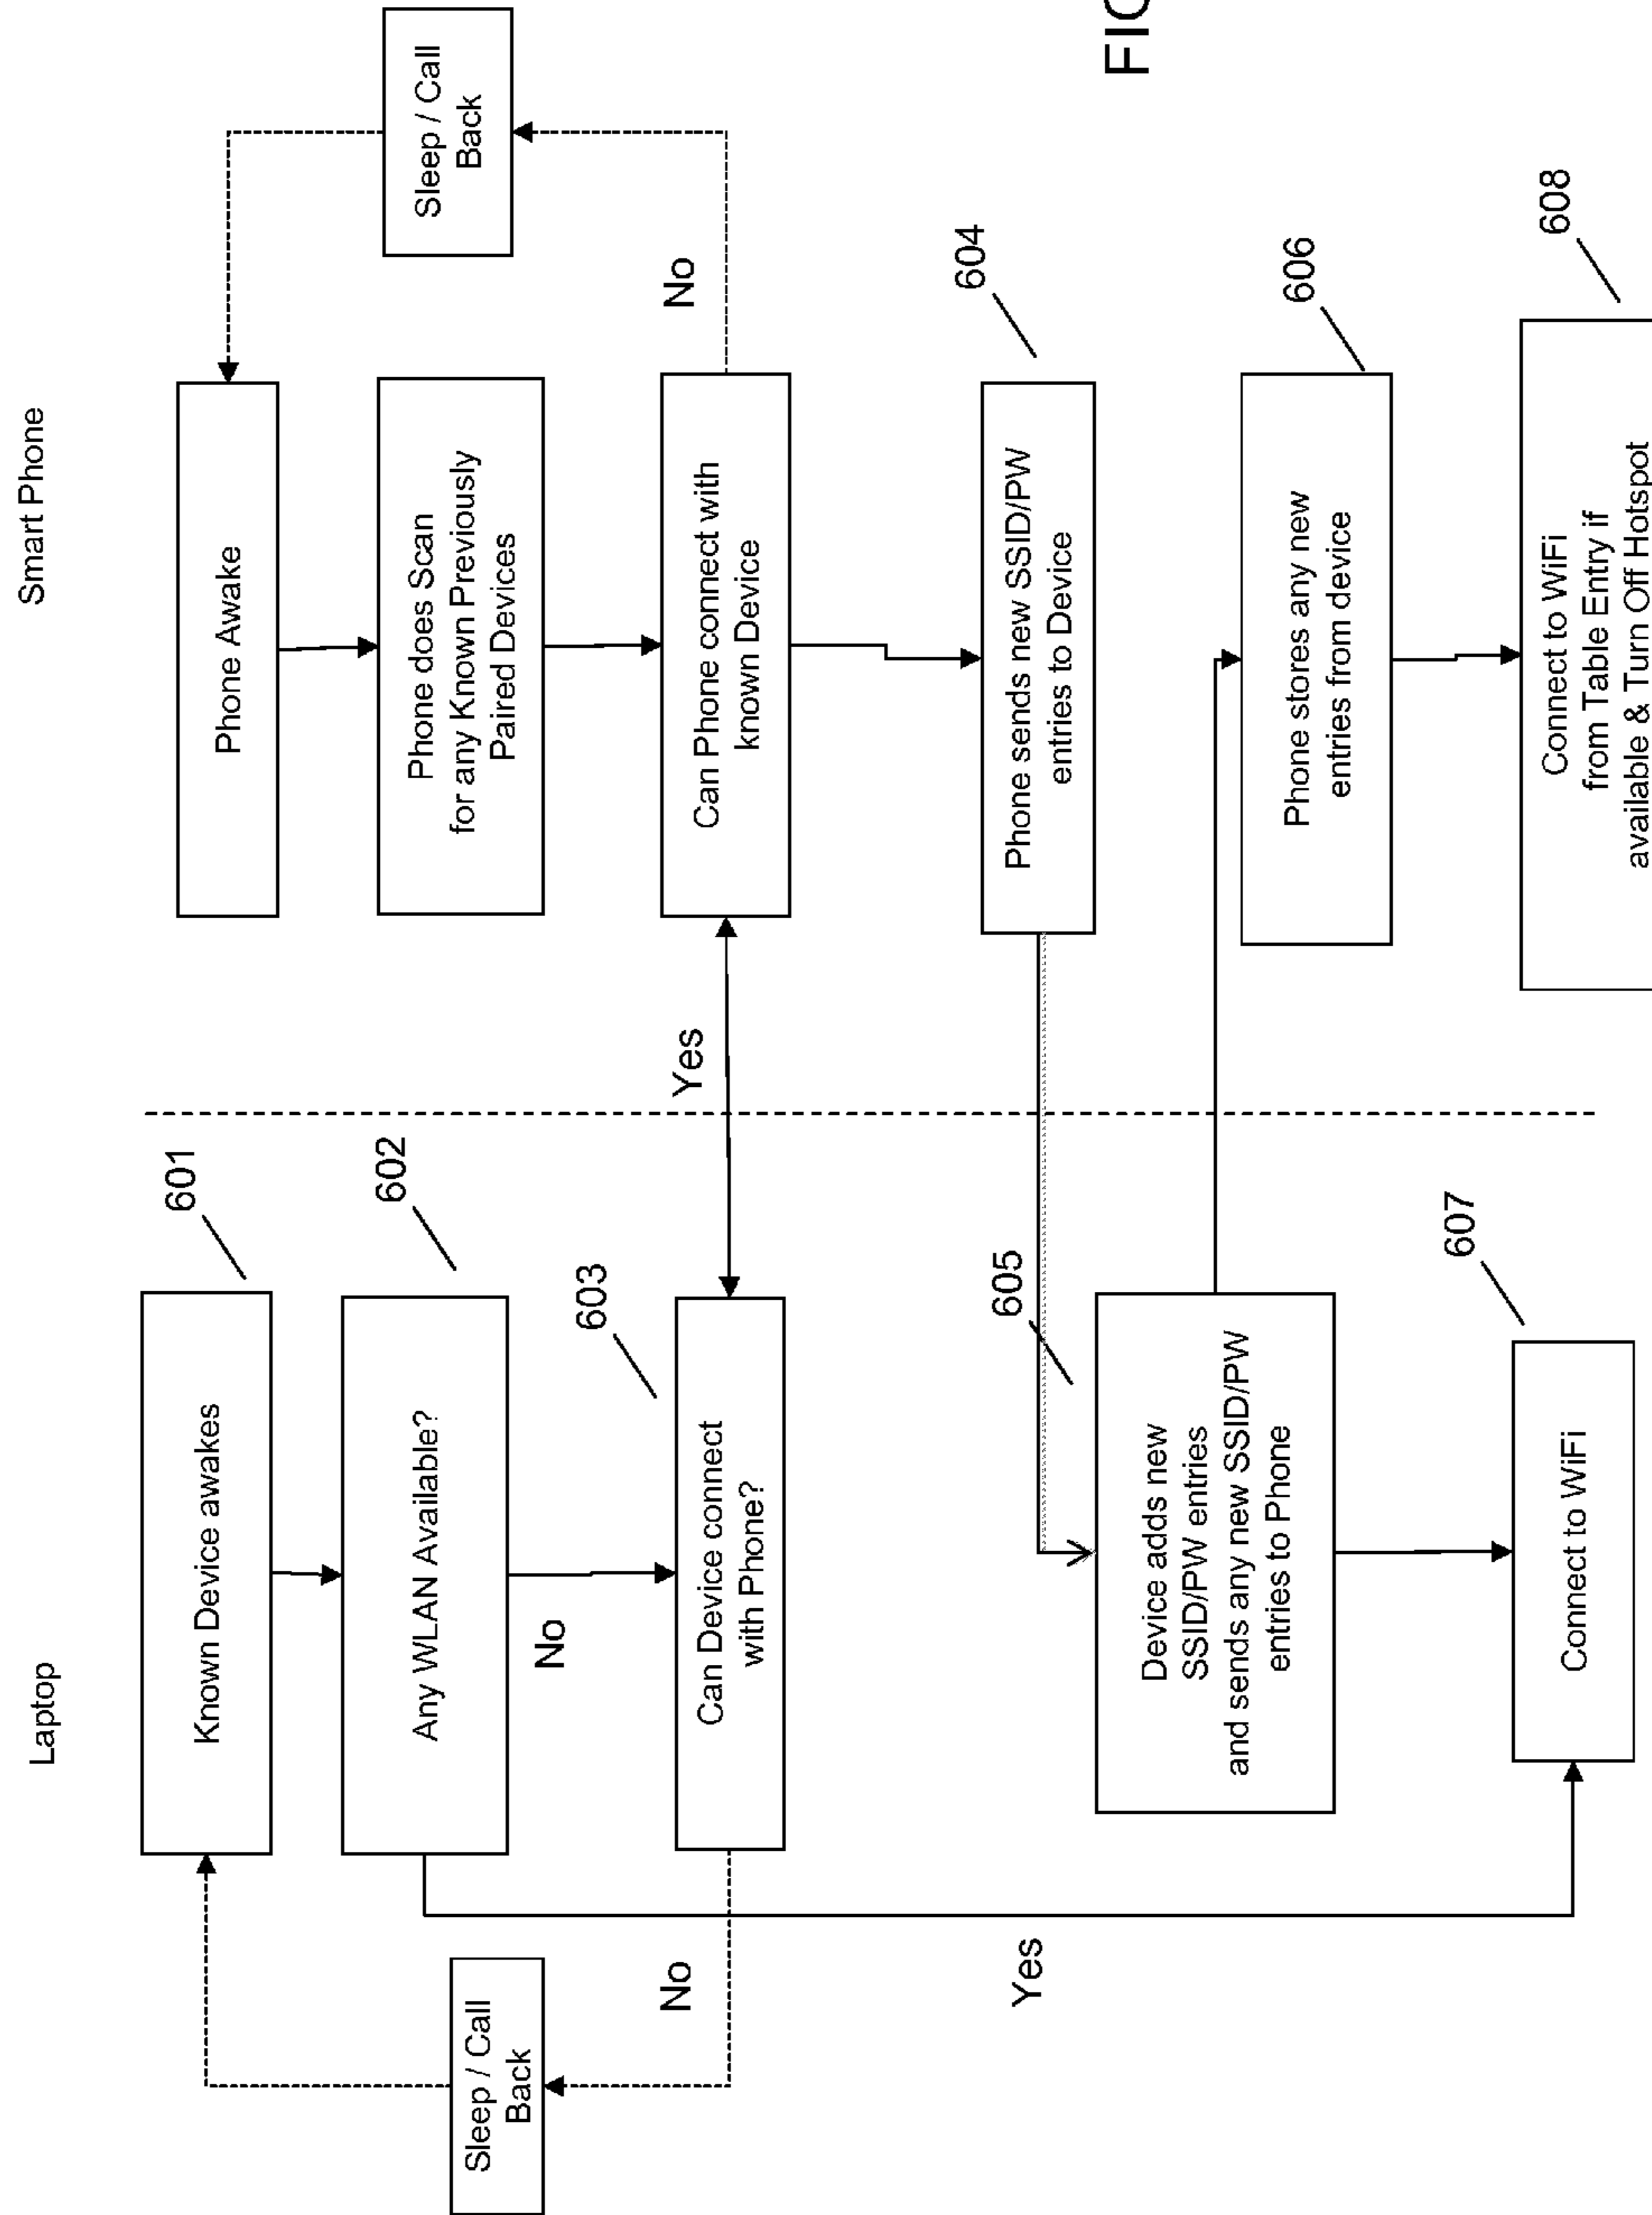 Laptop
Smart Phone
Known Device awakes
601
Any WLAN Available?
602
No
Can Device connect
with Phone?
603
No
Sleep / Call
Back
Yes
Yes
Phone Awake
Phone does Scan
for any Known Previously
Paired Devices
Can Phone connect with
known Device
No
Sleep / Call
Back
Phone sends new SSID/PW
entries to Device
604
605
Device adds new
SSID/PW entries
and sends any new SSID/PW
entries to Phone
Phone stores any new
entries from device
606
Connect to WiFi
607
Connect to WiFi
from Table Entry if
available & Turn Off Hotspot
608